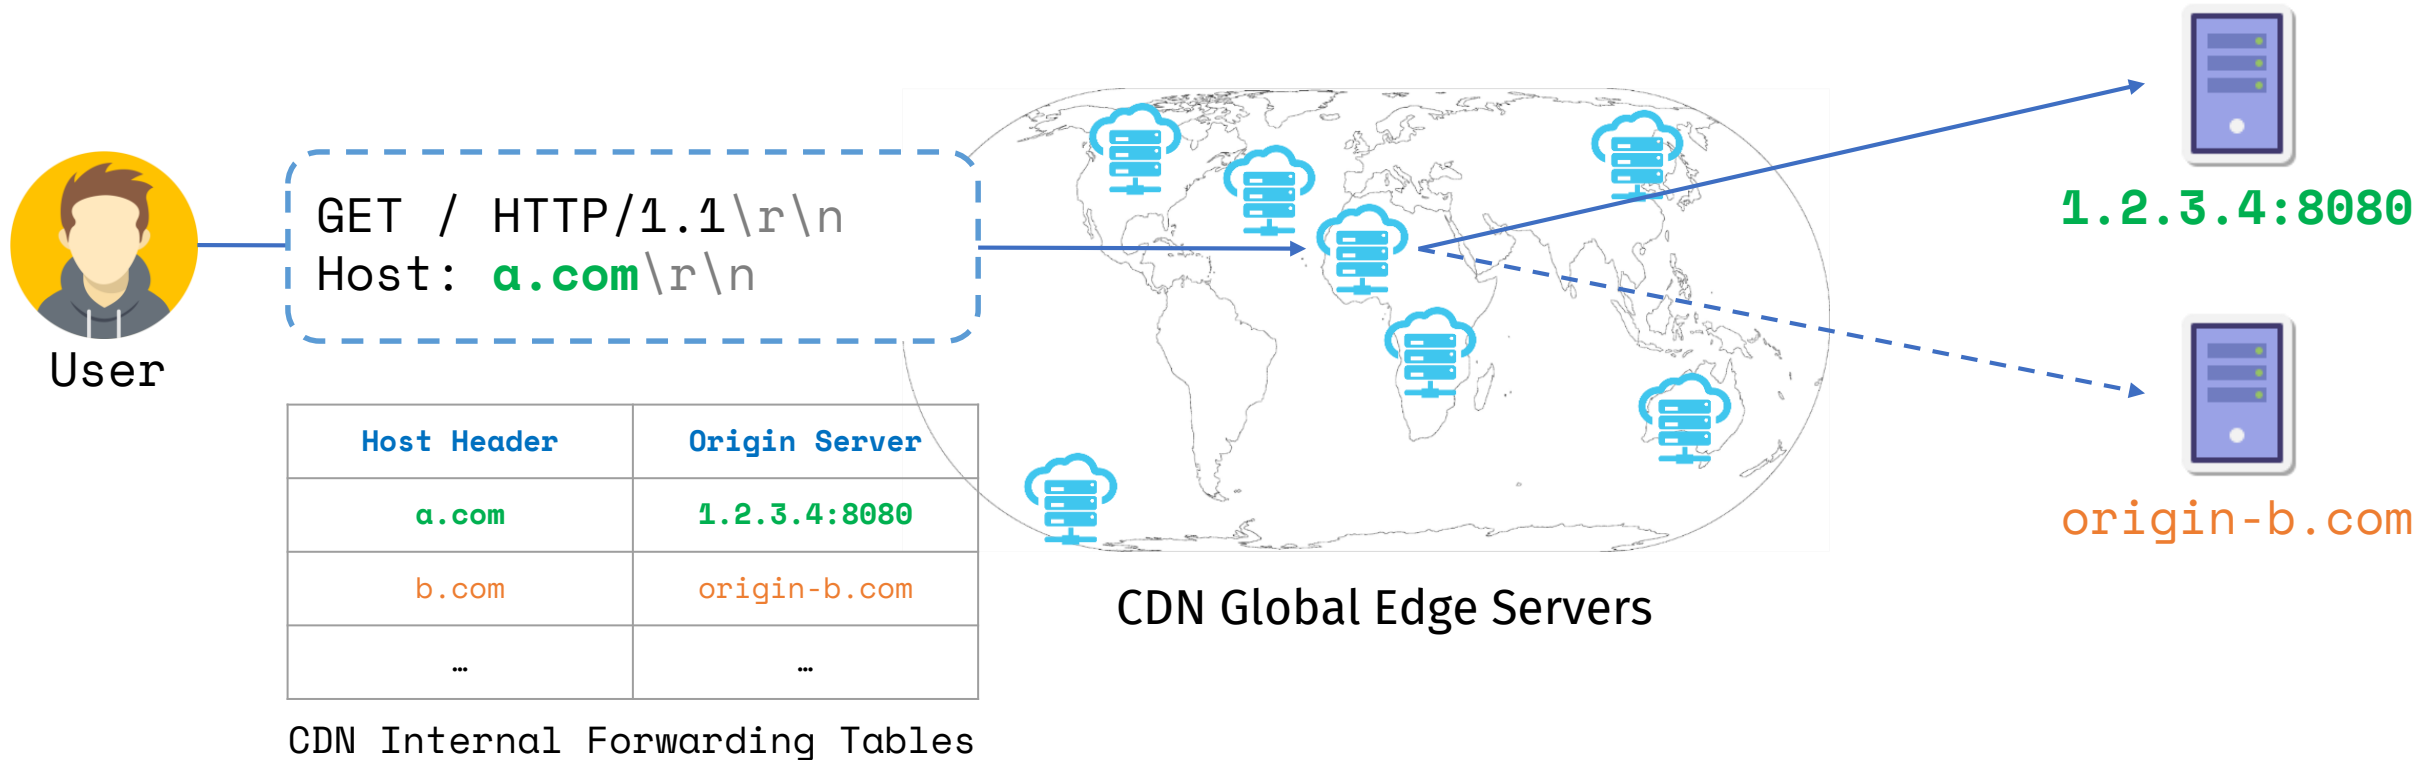 GET / HTTP/1.1\r\n
Host: a.com\r\n
User
Host Header Origin Server
a.com 1.2.3.4:8080
b.com origin-b.com
… …
CDN Internal Forwarding Tables
CDN Global Edge Servers
1.2.3.4:8080
origin-b.com